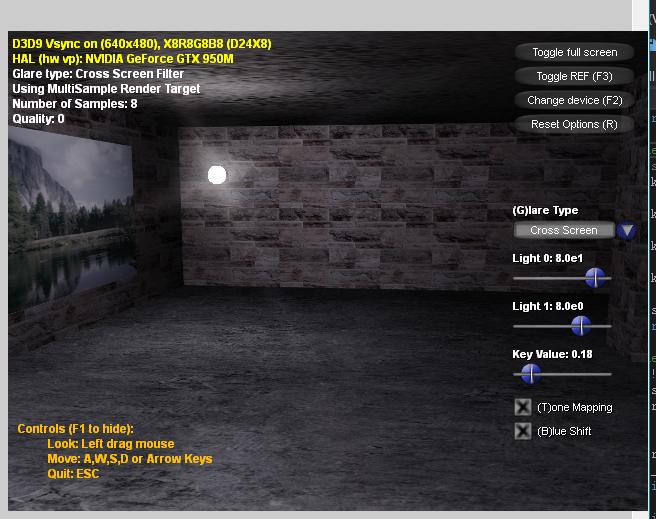 D3D9 Vsync on (640x480), X8R8G8B8 (D24X8)
HAL (hw vp): NVIDIA GeForce GTX 950M
Glare type: Cross Screen Filter
Using MultiSample Render Target
Number of Samples: 8
Quality: 0
Toggle full screen
Toggle REF (F3)
Change device (F2)
Reset Options (R)
(G)lare Type
Cross Screen
Light 0: 8.0e1
Light 1: 8.0e0
Key Value: 0.18
(T)one Mapping
(B)lue Shift
Controls (F1 to hide):
Look: Left drag mouse
Move: A,W,S,D or Arrow Keys
Quit: ESC